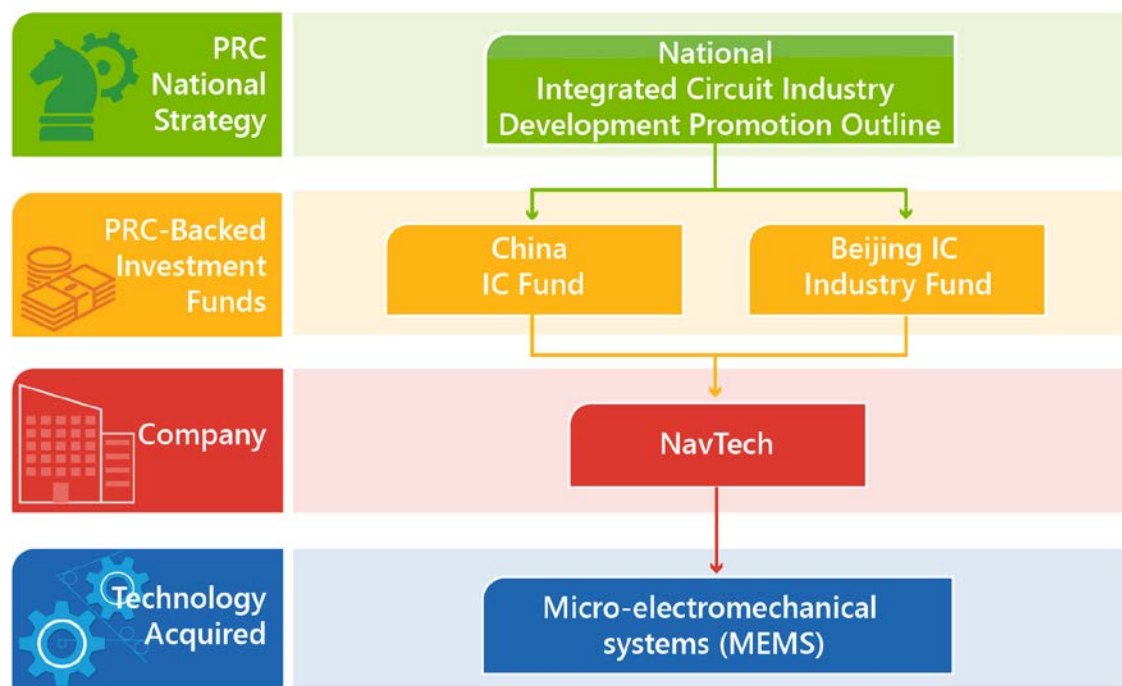 PRC
National
Strategy
National
Integrated Circuit Industry
Development Promotion Outline
PRC-Backed
Investment
Funds
China
IC Fund
Beijing IC
Industry Fund
Company
NavTech
Technology
Acquired
Micro-electromechanical
systems (MEMS)